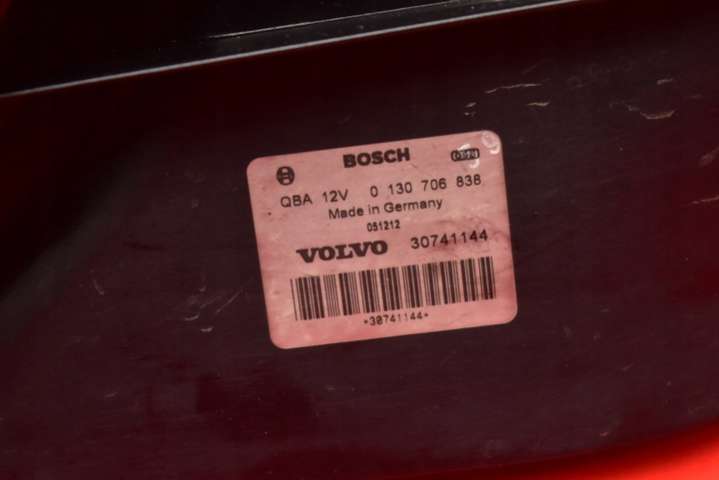 BOSCH
QBA 12V 0 130 706 838
Made in Germany
051212
VOLVO 30741144
*30741144*